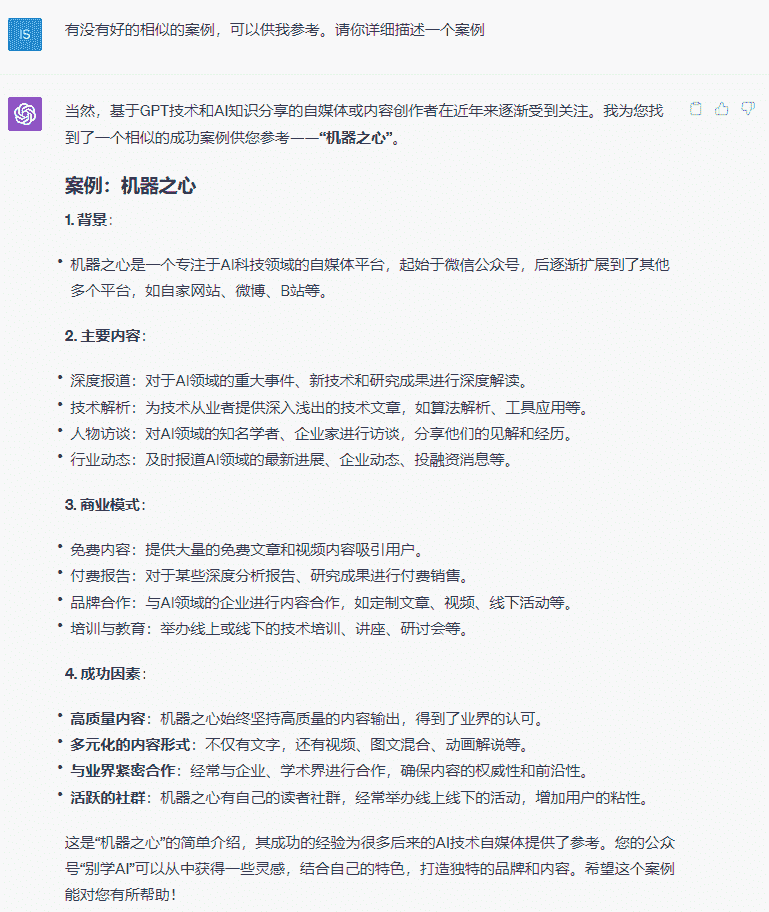 IS
有没有好的相似的案例，可以供我参考。请你详细描述一个案例
当然，基于GPT技术和AI知识分享的自媒体或内容创作者在近年来逐渐受到关注。我为您找
到了一个相似的成功案例供您参考——“机器之心”。
案例：机器之心
1. 背景：
• 机器之心是一个专注于AI科技领域的自媒体平台，起始于微信公众号，后逐渐扩展到了其他
多个平台，如自家网站、微博、B站等。
2. 主要内容：
• 深度报道：对于AI领域的重大事件、新技术和研究成果进行深度解读。
• 技术解析：为技术从业者提供深入浅出的技术文章，如算法解析、工具应用等。
• 人物访谈：对AI领域的知名学者、企业家进行访谈，分享他们的见解和经历。
• 行业动态：及时报道AI领域的最新进展、企业动态、投融资消息等。
3. 商业模式：
• 免费内容：提供大量的免费文章和视频内容吸引用户。
• 付费报告：对于某些深度分析报告、研究成果进行付费销售。
• 品牌合作：与AI领域的企业进行内容合作，如定制文章、视频、线下活动等。
• 培训与教育：举办线上或线下的技术培训、讲座、研讨会等。
4. 成功因素：
• 高质量内容：机器之心始终坚持高质量的内容输出，得到了业界的认可。
• 多元化的内容形式：不仅有文字，还有视频、图文混合、动画解说等。
• 与业界紧密合作：经常与企业、学术界进行合作，确保内容的权威性和前沿性。
• 活跃的社群：机器之心有自己的读者社群，经常举办线上线下的活动，增加用户的粘性。
这是“机器之心”的简单介绍，其成功的经验为很多后来的AI技术自媒体提供了参考。您的公众
号“别学AI”可以从中获得一些灵感，结合自己的特色，打造独特的品牌和内容。希望这个案例
能对您有所帮助！